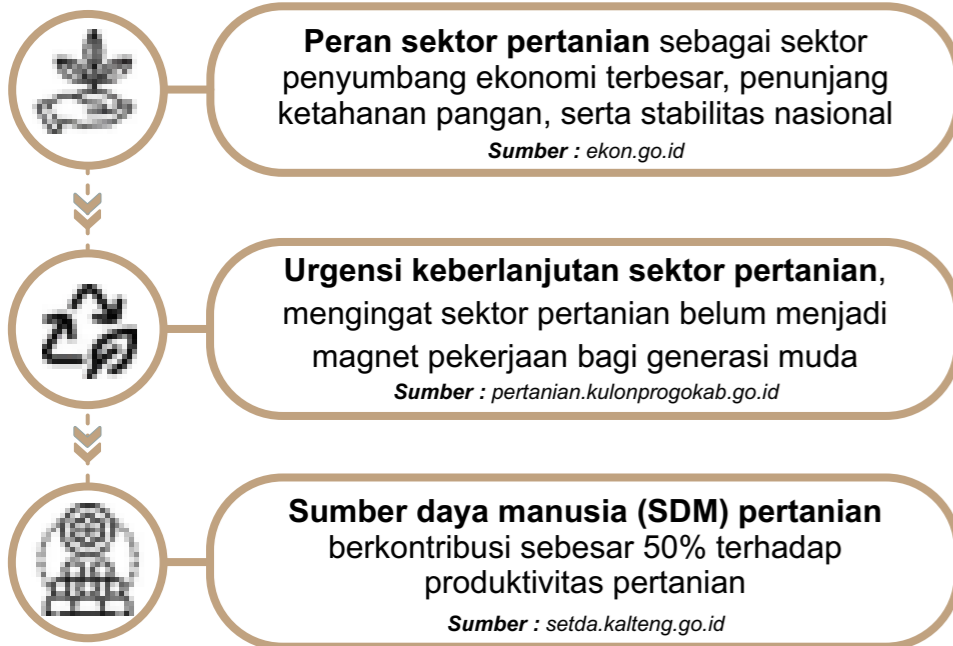 Peran sektor pertanian sebagai sektor
penyumbang ekonomi terbesar, penunjang
ketahanan pangan, serta stabilitas nasional
Sumber : ekon.go.id
Urgensi keberlanjutan sektor pertanian,
mengingat sektor pertanian belum menjadi
magnet pekerjaan bagi generasi muda
Sumber : pertanian.kulonprogokab.go.id
Sumber daya manusia (SDM) pertanian
berkontribusi sebesar 50% terhadap
produktivitas pertanian
Sumber : setda.kalteng.go.id